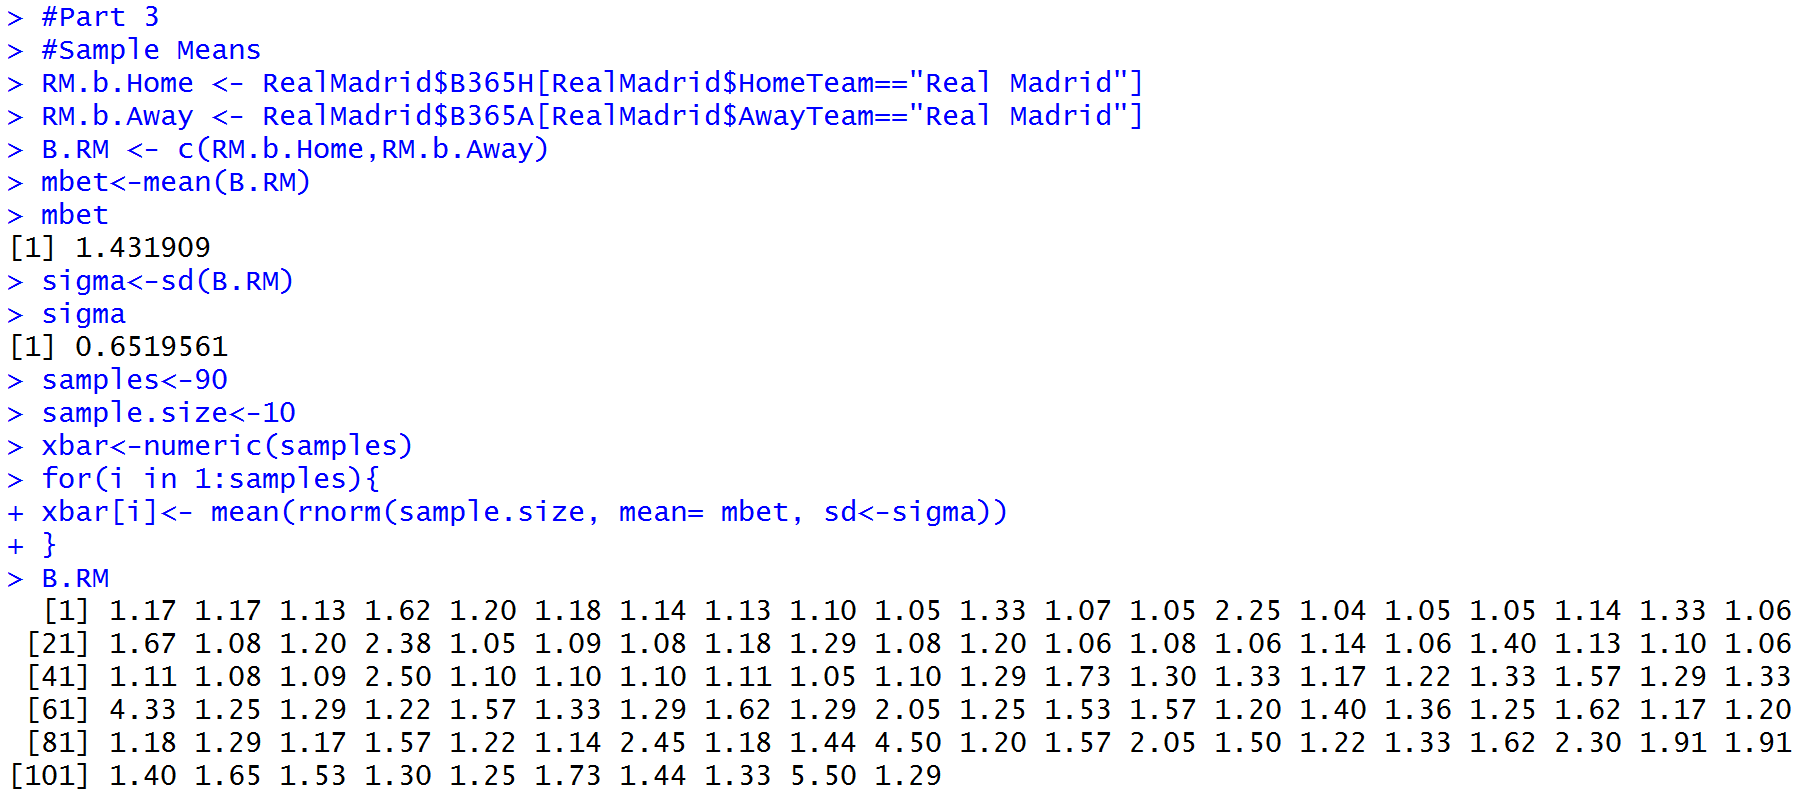 > #Part 3
> #Sample Means
> RM.b.Home <- RealMadrid$B365H[RealMadrid$HomeTeam=="Real Madrid"]
> RM.b.Away <- RealMadrid$B365A[RealMadrid$AwayTeam=="Real Madrid"]
> B.RM <- c(RM.b.Home,RM.b.Away)
> mbet<-mean(B.RM)
> mbet
[1] 1.431909
> sigma<-sd(B.RM)
> sigma
[1] 0.6519561
> samples<-90
> sample.size<-10
> xbar<-numeric(samples)
> for(i in 1:samples){
+ xbar[i]<- mean(rnorm(sample.size, mean= mbet, sd<-sigma))
+ }
> B.RM
  [1] 1.17 1.17 1.13 1.62 1.20 1.18 1.14 1.13 1.10 1.05 1.33 1.07 1.05 2.25 1.04 1.05 1.05 1.14 1.33 1.06
 [21] 1.67 1.08 1.20 2.38 1.05 1.09 1.08 1.18 1.29 1.08 1.20 1.06 1.08 1.06 1.14 1.06 1.40 1.13 1.10 1.06
 [41] 1.11 1.08 1.09 2.50 1.10 1.10 1.10 1.11 1.05 1.10 1.29 1.73 1.30 1.33 1.17 1.22 1.33 1.57 1.29 1.33
 [61] 4.33 1.25 1.29 1.22 1.57 1.33 1.29 1.62 1.29 2.05 1.25 1.53 1.57 1.20 1.40 1.36 1.25 1.62 1.17 1.20
 [81] 1.18 1.29 1.17 1.57 1.22 1.14 2.45 1.18 1.44 4.50 1.20 1.57 2.05 1.50 1.22 1.33 1.62 2.30 1.91 1.91
[101] 1.40 1.65 1.53 1.30 1.25 1.73 1.44 1.33 5.50 1.29